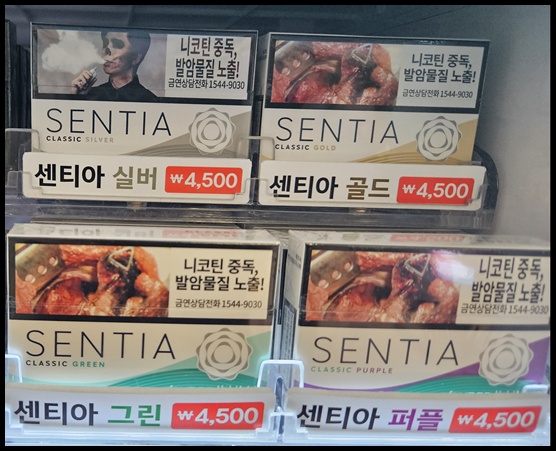 니코틴 중독,
발암물질 노출!
금연상담전화 1544-9030
SENTIA
CLASSIC SILVER
센티아 실버 ₩4,500
니코틴 중독,
발암물질 노출!
금연상담전화 1544-9030
SENTIA
CLASSIC GOLD
센티아 골드 ₩4,500
니코틴 중독,
발암물질 노출!
금연상담전화 1544-9030
SENTIA
CLASSIC GREEN
센티아 그린 ₩4,500
니코틴 중독,
발암물질 노출!
금연상담전화 1544-9030
SENTIA
CLASSIC PURPLE
센티아 퍼플 ₩4,500